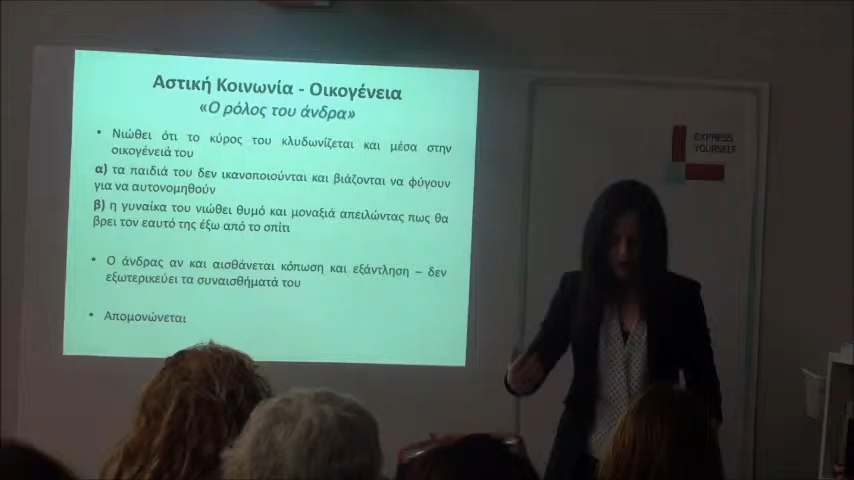 Αστική Κοινωνία - Οικογένεια
«Ο ρόλος του άνδρα»
• Νιώθει ότι το κύρος του κλυδωνίζεται και μέσα στην
οικογένειά του
α) τα παιδιά του δεν ικανοποιούνται και βιάζονται να φύγουν
για να αυτονομηθούν
β) η γυναίκα του νιώθει θυμό και μοναξιά απειλώντας πως θα
βρει τον εαυτό της έξω από το σπίτι
• Ο άνδρας αν και αισθάνεται κόπωση και εξάντληση – δεν
εξωτερικεύει τα συναισθήματά του
• Απομονώνεται
EXPRESS
YOURSELF